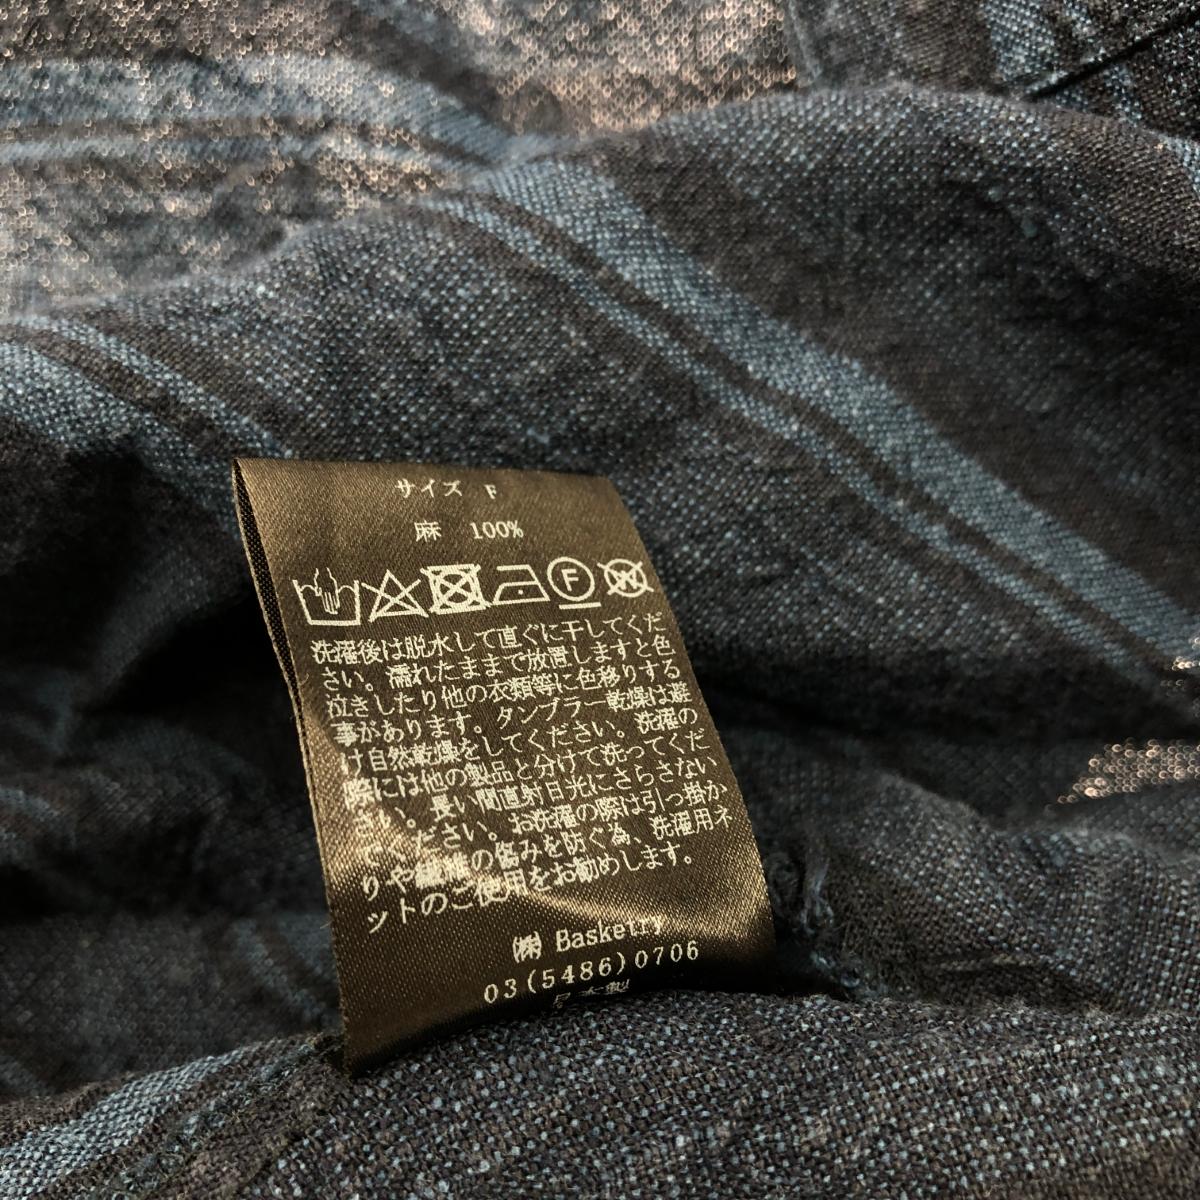 サイズ F
麻 100%
F W
洗濯後は脱水して直ぐに干してくだ
さい。濡れたままで放置しますと色
泣きしたり他の衣類等に色移りする
事があります。タンブラー乾燥は避
け自然乾燥をしてください。洗濯の
際には他の製品と分けて洗ってくだ
さい。長い間直射日光にさらさない
でください。お洗濯の際は引っ掛か
りや繊維の傷みを防ぐ為、洗濯用ネ
ットのご使用をお勧めします。
㈱ Basketry
03(5486)0706
日本製